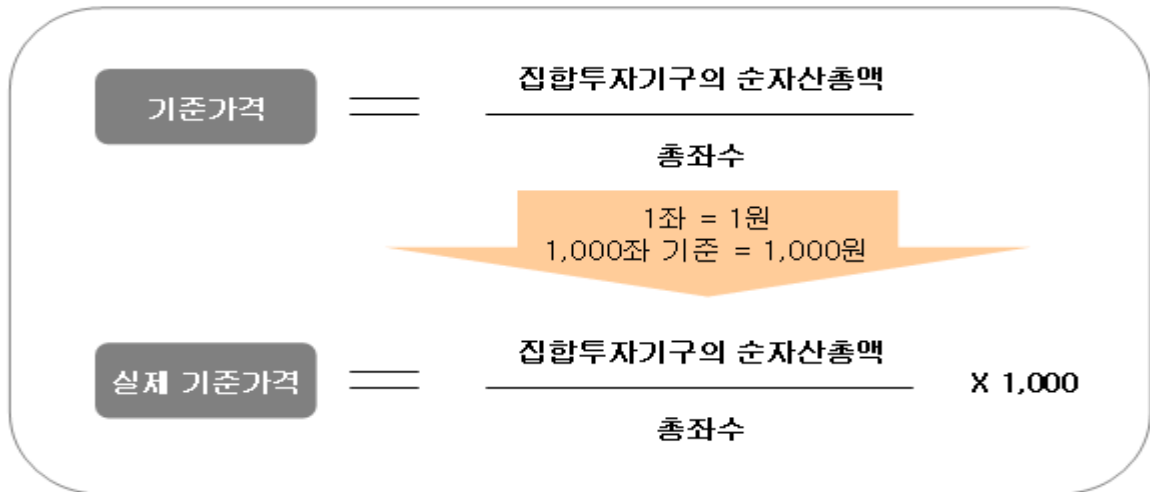 집합투자기구의 순자산총액
기준가격
총좌수
1좌 = 1원
1,000좌 기준 = 1,000원
집합투자기구의 순자산총액
실제 기준가격
X 1,000
총좌수